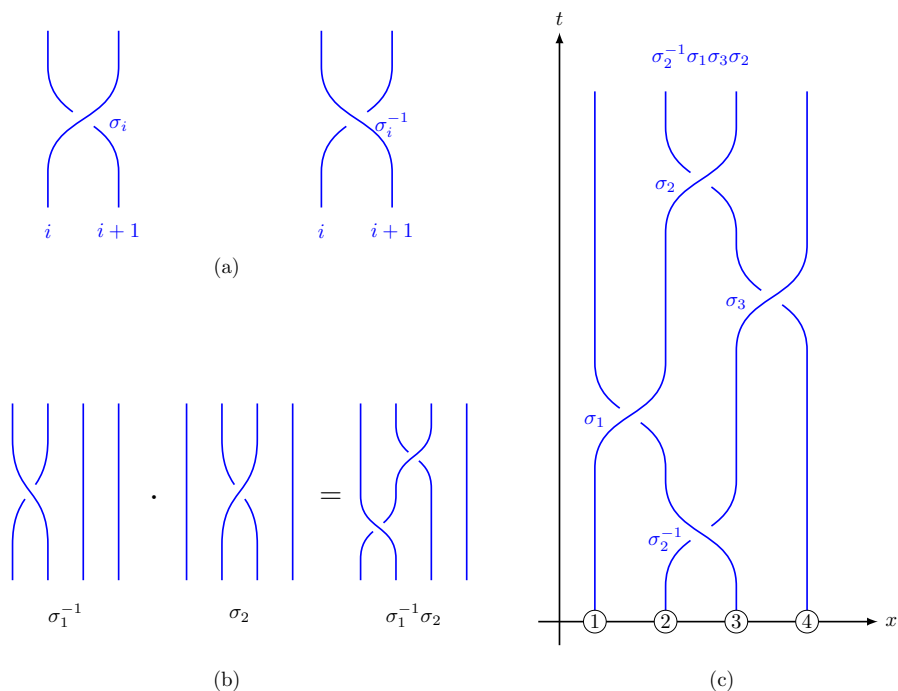 σ_i
σ_i^{-1}
i i + 1
i i + 1
(a)
· =
σ_1^{-1} σ_2 σ_1^{-1}σ_2
(b)
t
σ_2^{-1}σ_1σ_3σ_2
σ_2
σ_3
σ_1
σ_2^{-1}
1 2 3 4 x
(c)